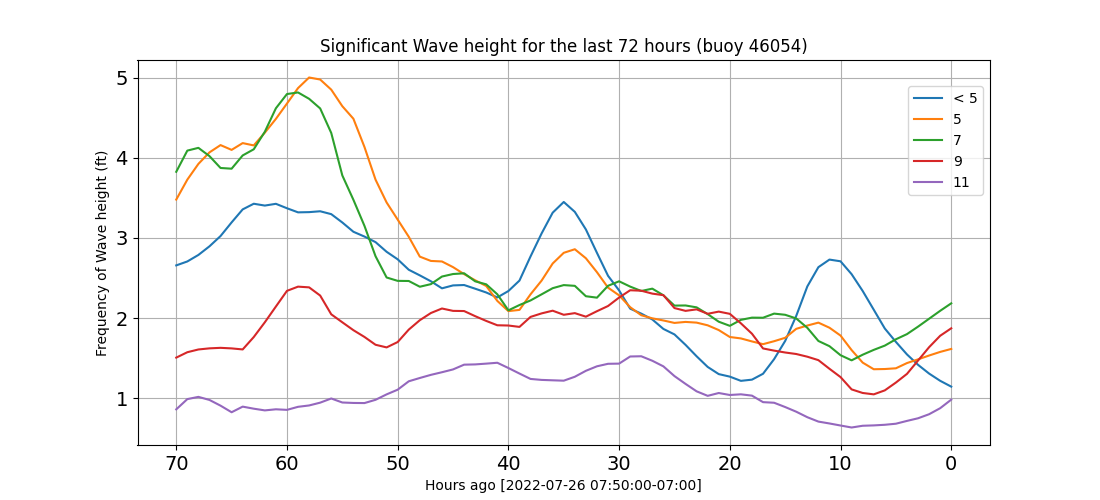 Significant Wave height for the last 72 hours (buoy 46054)
Frequency of Wave height (ft)
5
4
3
2
1
< 5
5
7
9
11
70 60 50 40 30 20 10 0
Hours ago [2022-07-26 07:50:00-07:00]